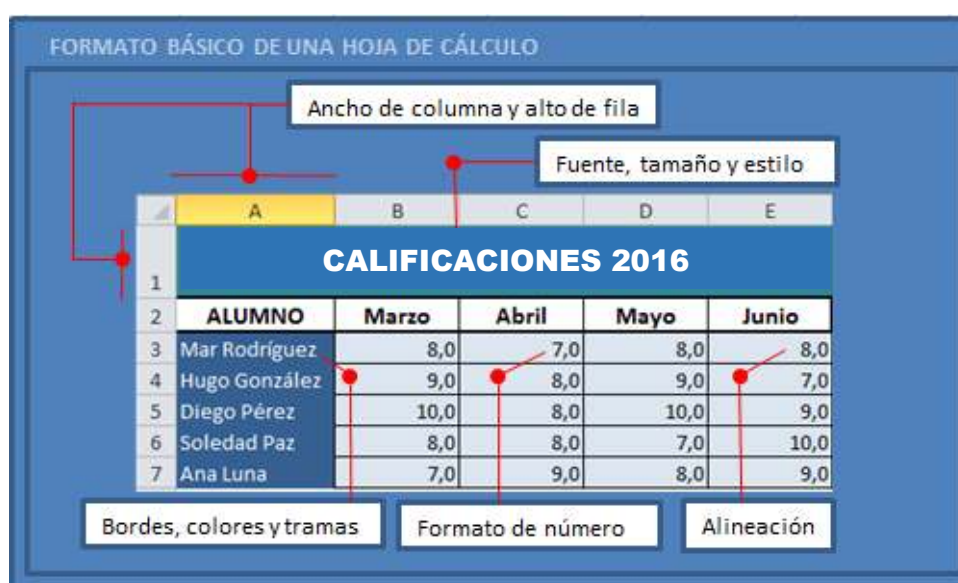 FORMATO BÁSICO DE UNA HOJA DE CÁLCULO
Ancho de columna y alto de fila
Fuente, tamaño y estilo
A B C D E
1 CALIFICACIONES 2016
2 ALUMNO Marzo Abril Mayo Junio
3 Mar Rodríguez 8,0 7,0 8,0 8,0
4 Hugo González 9,0 8,0 9,0 7,0
5 Diego Pérez 10,0 8,0 10,0 9,0
6 Soledad Paz 8,0 8,0 7,0 10,0
7 Ana Luna 7,0 9,0 8,0 9,0
Bordes, colores y tramas
Formato de número
Alineación